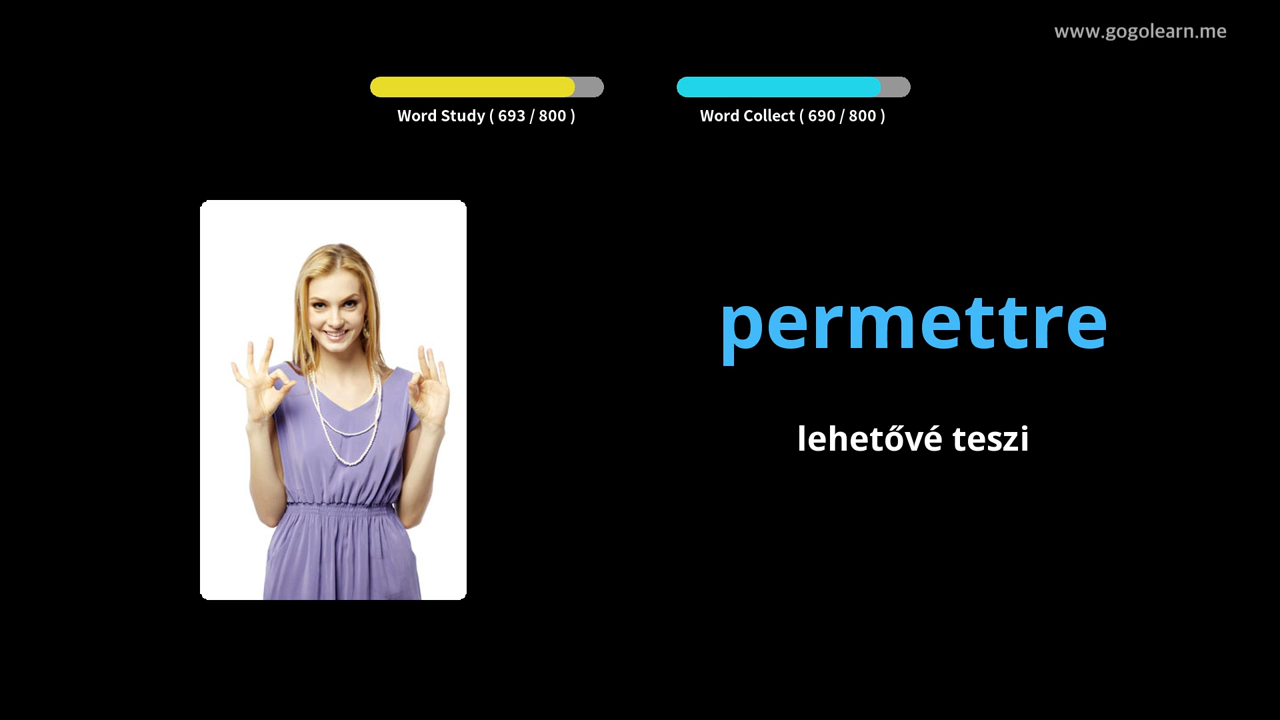 www.gogolearn.me
Word Study ( 693 / 800 )
Word Collect ( 690 / 800 )
permettre
lehetővé teszi